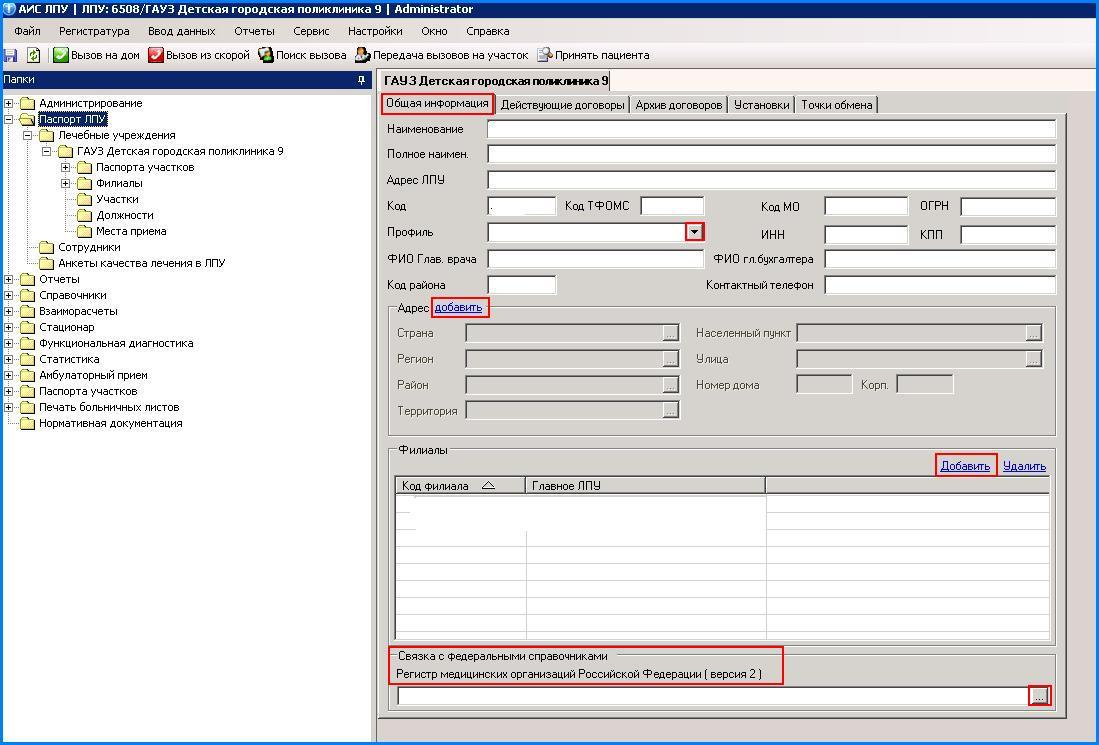 АИС ЛПУ | ЛПУ: 6508/ГАУЗ Детская городская поликлиника 9 | Administrator
Файл Регистратура Ввод данных Отчеты Сервис Настройки Окно Справка
Вызов на дом Вызов из скорой Поиск вызова Передача вызовов на участок Принять пациента
Папки
Администрирование
Паспорт ЛПУ
Лечебные учреждения
ГАУЗ Детская городская поликлиника 9
Паспорта участков
Филиалы
Участки
Должности
Места приема
Сотрудники
Анкеты качества лечения в ЛПУ
Отчеты
Справочники
Взаиморасчеты
Стационар
Функциональная диагностика
Статистика
Амбулаторный прием
Паспорта участков
Печать больничных листов
Нормативная документация
ГАУЗ Детская городская поликлиника 9
Общая информация Действующие договоры Архив договоров Установки Точки обмена
Наименование
Полное наимен.
Адрес ЛПУ
Код . Код ТФОМС Код МО ОГРН
Профиль ИНН КПП
ФИО Глав. врача ФИО гл.бухгалтера
Код района Контактный телефон
Адрес добавить
Страна ... Населенный пункт ...
Регион ... Улица ...
Район ... Номер дома Корп.
Территория ...
Филиалы
Добавить Удалить
Код филиала Главное ЛПУ
Связка с федеральными справочниками
Регистр медицинских организаций Российской Федерации ( версия 2 )
...